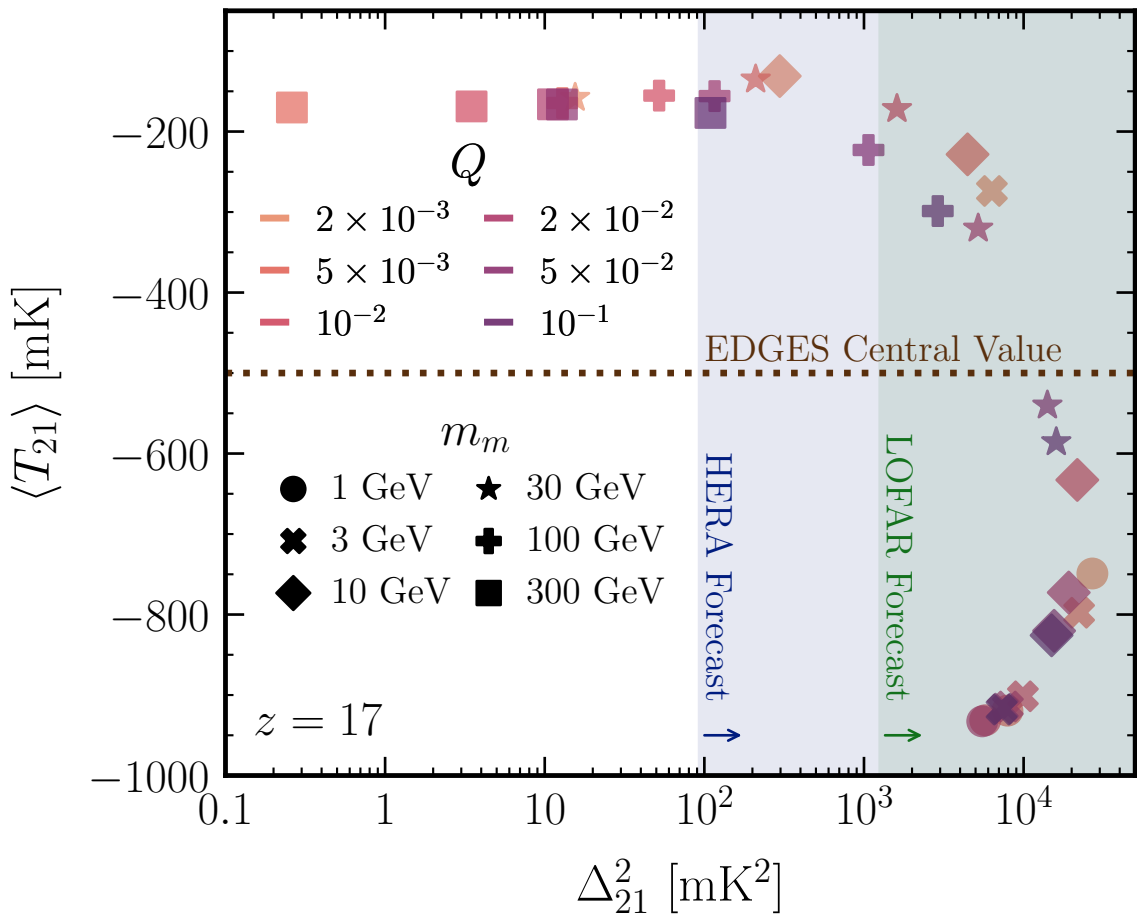 ⟨T₂₁⟩ [mK]
−200
−400
−600
−800
−1000
Q
2 × 10⁻³
2 × 10⁻²
5 × 10⁻³
5 × 10⁻²
10⁻²
10⁻¹
EDGES Central Value
mₘ
1 GeV
30 GeV
3 GeV
100 GeV
10 GeV
300 GeV
HERA Forecast
LOFAR Forecast
z = 17
0.1
1
10
10²
10³
10⁴
Δ²₂₁ [mK²]